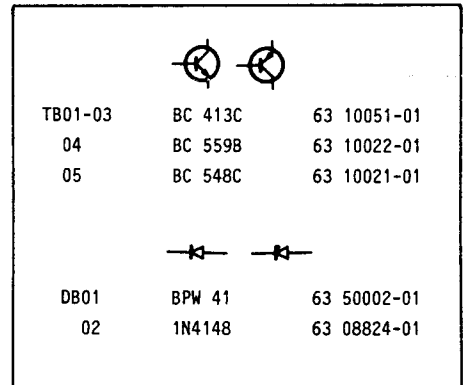 TB01-03 BC 413C 63 10051-01
04 BC 559B 63 10022-01
05 BC 548C 63 10021-01
DB01 BPW 41 63 50002-01
02 1N4148 63 08824-01